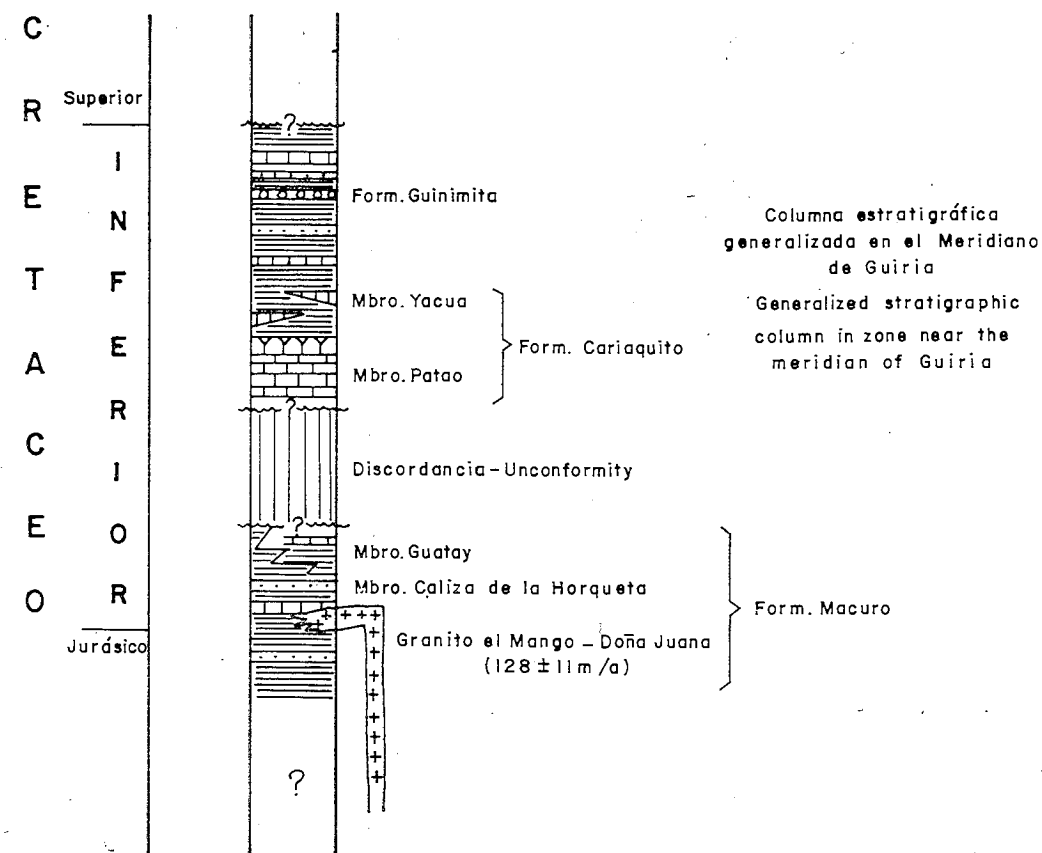 CRETACEO
Superior
INFERIOR
Jurásico
?
Form. Guinimita
Mbro. Yacua
Form. Cariaquito
Mbro. Patao
?
Discordancia - Unconformity
?
Mbro. Guatay
Mbro. Caliza de la Horqueta
Form. Macuro
Granito el Mango - Doña Juana
(128 ± 11 m/a)
?
Columna estratigráfica
generalizada en el Meridiano
de Guiria
Generalized stratigraphic
column in zone near the
meridian of Guiria